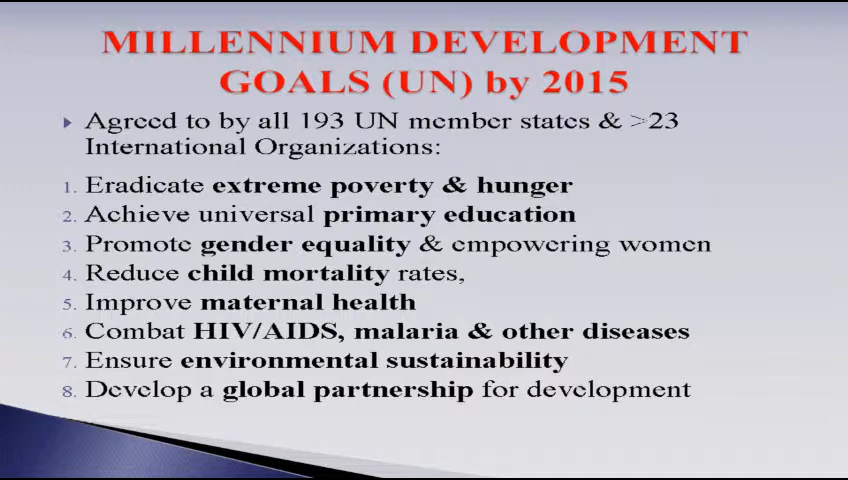 MILLENNIUM DEVELOPMENT
GOALS (UN) by 2015
Agreed to by all 193 UN member states & >23
International Organizations:
1. Eradicate extreme poverty & hunger
2. Achieve universal primary education
3. Promote gender equality & empowering women
4. Reduce child mortality rates,
5. Improve maternal health
6. Combat HIV/AIDS, malaria & other diseases
7. Ensure environmental sustainability
8. Develop a global partnership for development